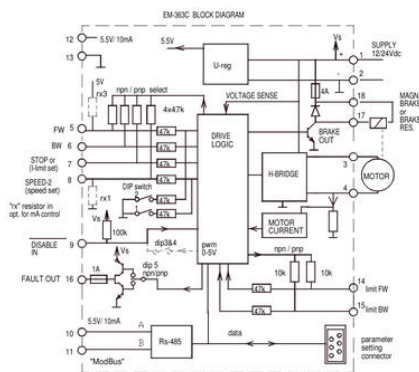 EM-363C BLOCK DIAGRAM
12 5.5V/ 10mA
13
5.5V
U-reg
Vs
SUPPLY
12/24Vdc
1
+
2
-
5V
rx3
npn / pnp select
4x47k
VOLTAGE SENSE
4A
18
17
MAGN.
BRAKE
or
BRAKE
RES.
FW 5
47k
BW 6
47k
STOP or 7
(I-limit set)
47k
SPEED-2 8
(speed set)
47k
DRIVE
LOGIC
BRAKE
OUT
3
H-BRIDGE
MOTOR
4
"rx" resistor in
opt. for mA control
rx1
DIP switch
2
47k
1
47k
Vs
100k
MOTOR
CURRENT
DISABLE
IN
9
dip3&4
pwm
0-5V
npn / pnp
FAULT OUT 16
1A
Vs
dip 5
npn/pnp
10k
10k
47k
14 limit FW
47k
15 limit BW
10 5.5V/ 10mA
A
B
11
"ModBus"
Rs-485
data
parameter
setting
connector